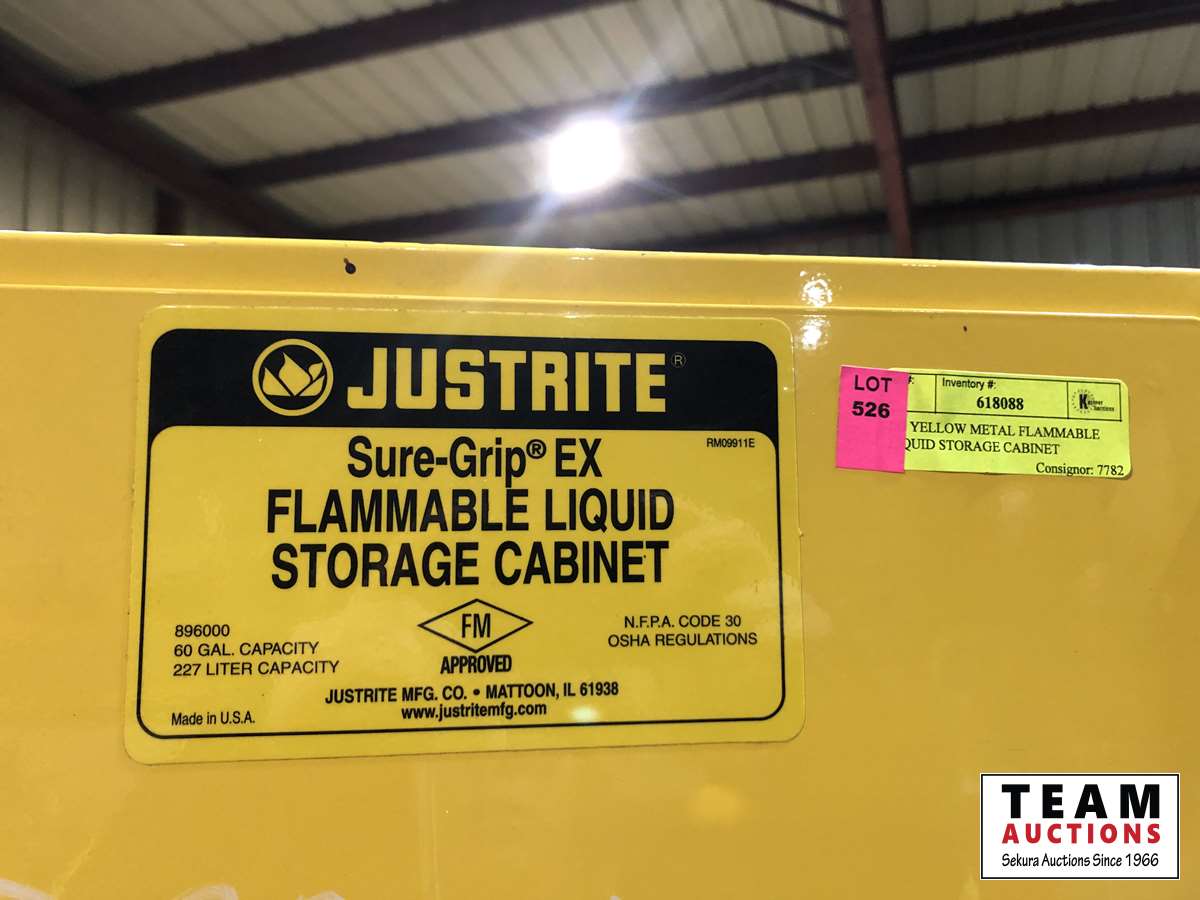 JUSTRITE®
RM09911E
Sure-Grip® EX
FLAMMABLE LIQUID
STORAGE CABINET
896000
60 GAL. CAPACITY
227 LITER CAPACITY
FM
APPROVED
N.F.P.A. CODE 30
OSHA REGULATIONS
JUSTRITE MFG. CO. • MATTOON, IL 61938
www.justritemfg.com
Made in U.S.A.
LOT
526
Inventory #:
618088
YELLOW METAL FLAMMABLE
STORAGE CABINET
Consignor: 7782
TEAM
AUCTIONS
Sekura Auctions Since 1966